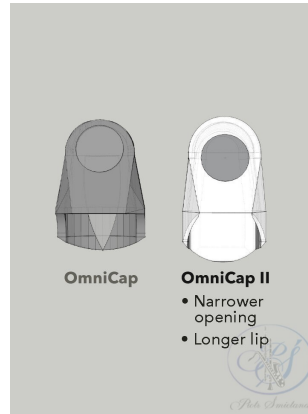 OmniCap
OmniCap II
• Narrower
opening
• Longer lip